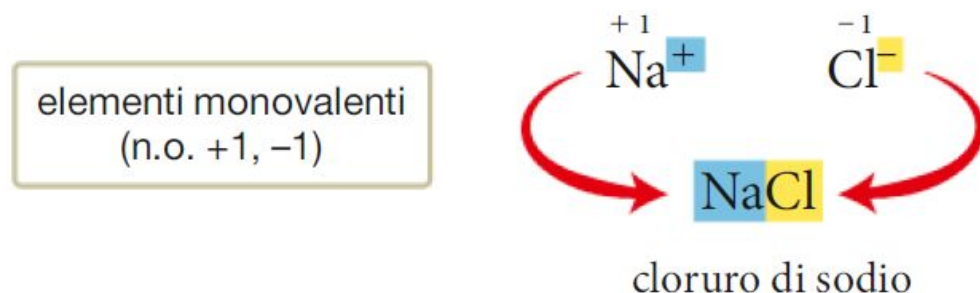 elementi monovalenti
(n.o. +1, –1)
+1 –1
Na⁺ Cl⁻
NaCl
cloruro di sodio